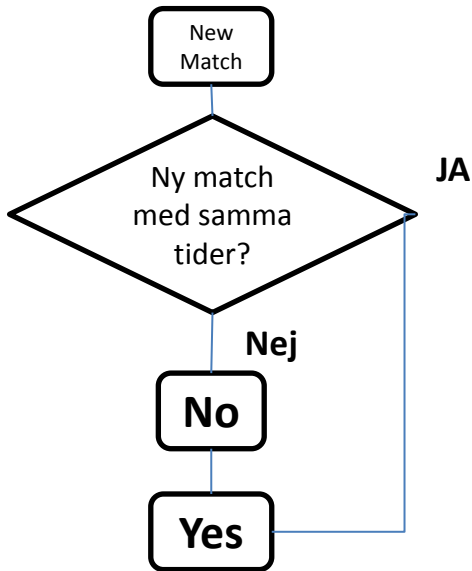 New
Match
Ny match
med samma
tider?
JA
Nej
No
Yes